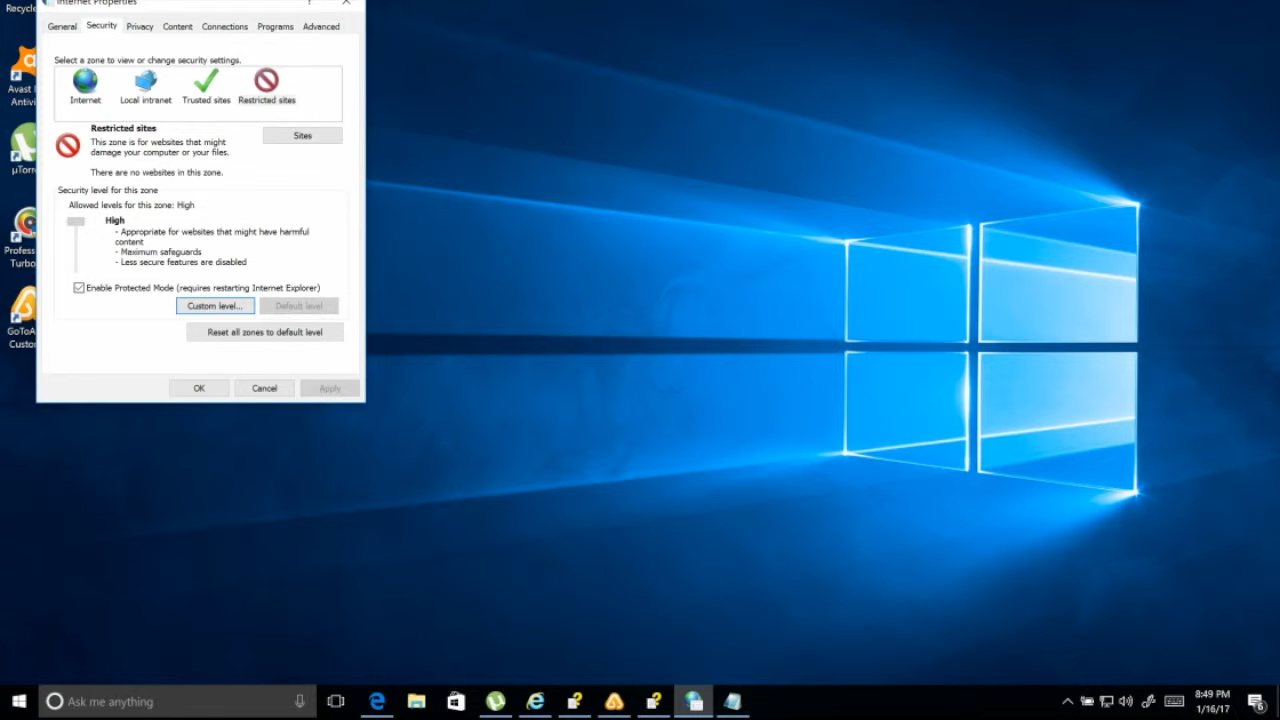 Recycle
Internet Properties
?
General Security Privacy Content Connections Programs Advanced
Select a zone to view or change security settings.
Internet Local intranet Trusted sites Restricted sites
Restricted sites
Sites
This zone is for websites that might
damage your computer or your files.
There are no websites in this zone.
Security level for this zone
Allowed levels for this zone: High
High
- Appropriate for websites that might have harmful
content
- Maximum safeguards
- Less secure features are disabled
Enable Protected Mode (requires restarting Internet Explorer)
Custom level... Default level
Reset all zones to default level
OK Cancel Apply
Avast
Antivi
µTorr
Profess
Turbo
GoToA
Custom
Ask me anything
8:49 PM
1/16/17
6